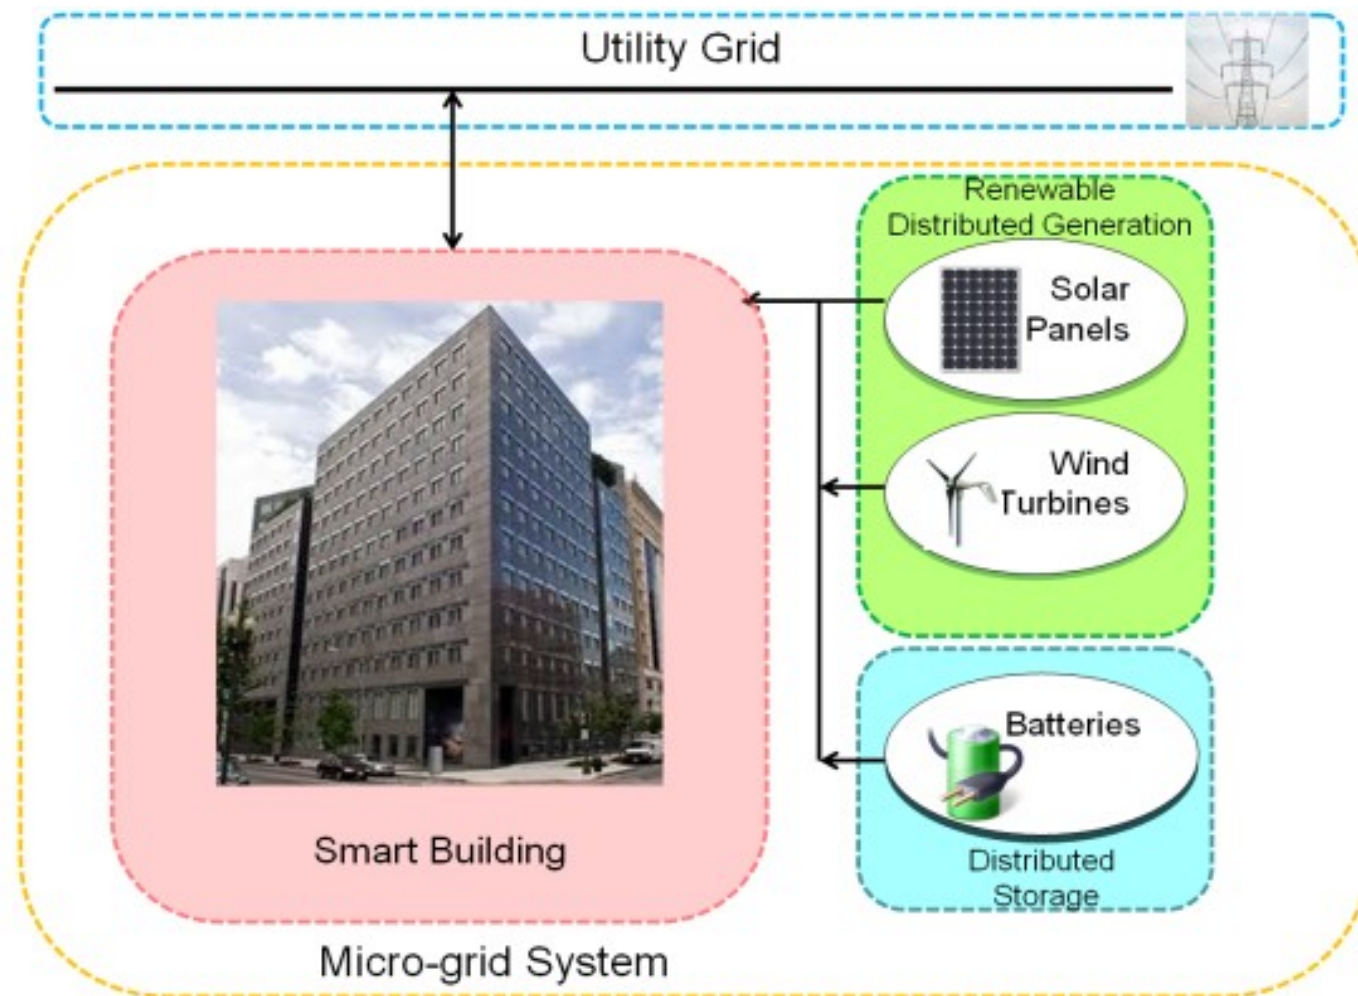 Utility Grid
Renewable
Distributed Generation
Solar
Panels
Wind
Turbines
Batteries
Distributed
Storage
Smart Building
Micro-grid System